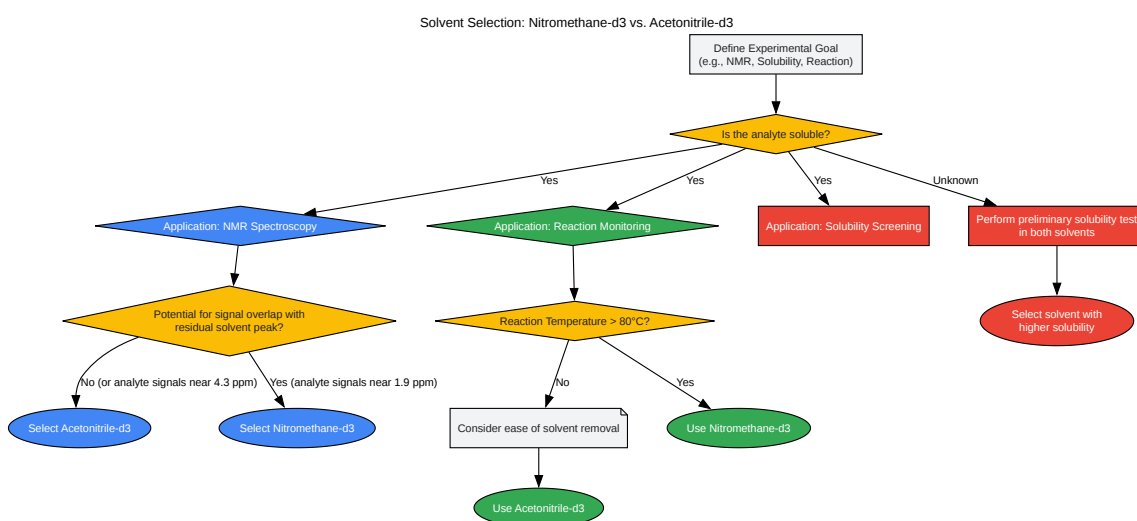 Solvent Selection: Nitromethane-d3 vs. Acetonitrile-d3
Define Experimental Goal
(e.g., NMR, Solubility, Reaction)
Is the analyte soluble?
Yes
Yes
Yes
Unknown
Application: NMR Spectroscopy
Application: Reaction Monitoring
Application: Solubility Screening
Perform preliminary solubility test
in both solvents
Potential for signal overlap with
residual solvent peak?
Reaction Temperature > 80°C?
Select solvent with
higher solubility
No (or analyte signals near 4.3 ppm)
Yes (analyte signals near 1.9 ppm)
No
Yes
Select Acetonitrile-d3
Select Nitromethane-d3
Consider ease of solvent removal
Use Nitromethane-d3
Use Acetonitrile-d3